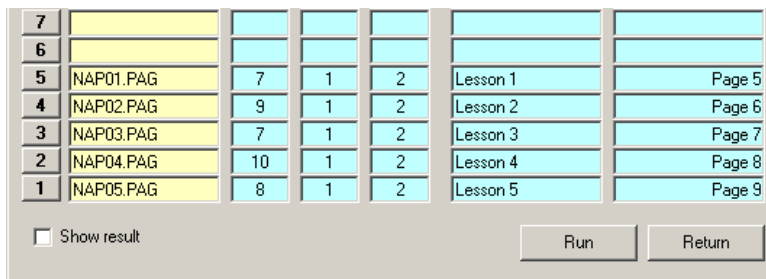 7
6
5 NAP01.PAG 7 1 2 Lesson 1 Page 5
4 NAP02.PAG 9 1 2 Lesson 2 Page 6
3 NAP03.PAG 7 1 2 Lesson 3 Page 7
2 NAP04.PAG 10 1 2 Lesson 4 Page 8
1 NAP05.PAG 8 1 2 Lesson 5 Page 9
Show result Run Return